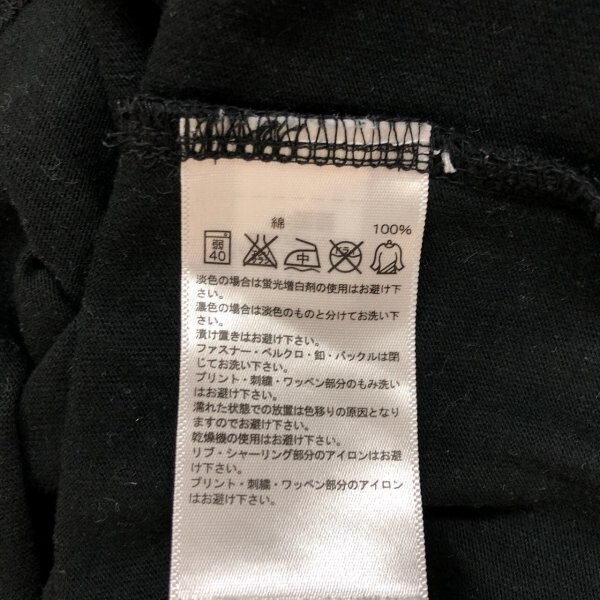 綿 100%
弱 40 中 ドライ
淡色の場合は蛍光増白剤の使用はお避け下
さい。
濃色の場合は淡色のものと分けてお洗い下
さい。
漬け置きはお避け下さい。
ファスナー・ベルクロ・釦・バックルは閉
じてお洗い下さい。
プリント・刺繍・ワッペン部分のもみ洗い
はお避け下さい。
濡れた状態での放置は色移りの原因となり
ますのでお避け下さい。
乾燥機の使用はお避け下さい。
リブ・シャーリング部分のアイロンはお避
け下さい。
プリント・刺繍・ワッペン部分のアイロン
はお避け下さい。